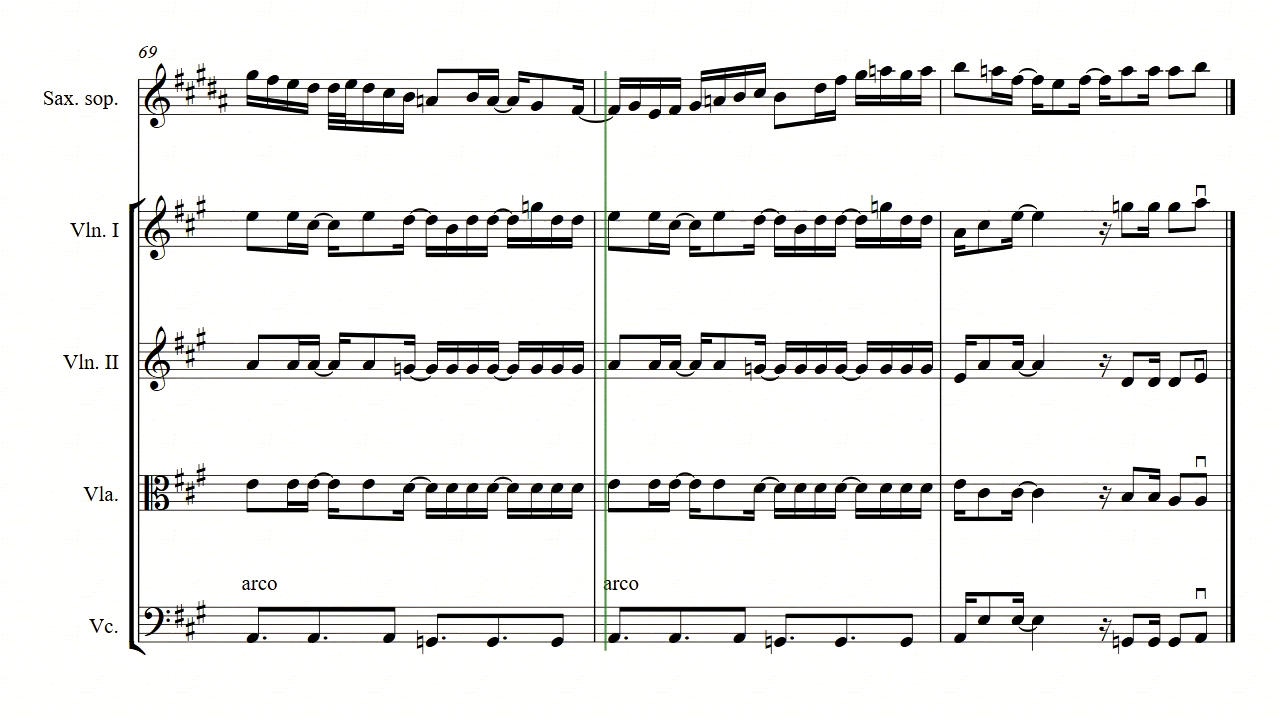 69
Sax. sop.
Vln. I
Vln. II
Vla.
arco arco
Vc.